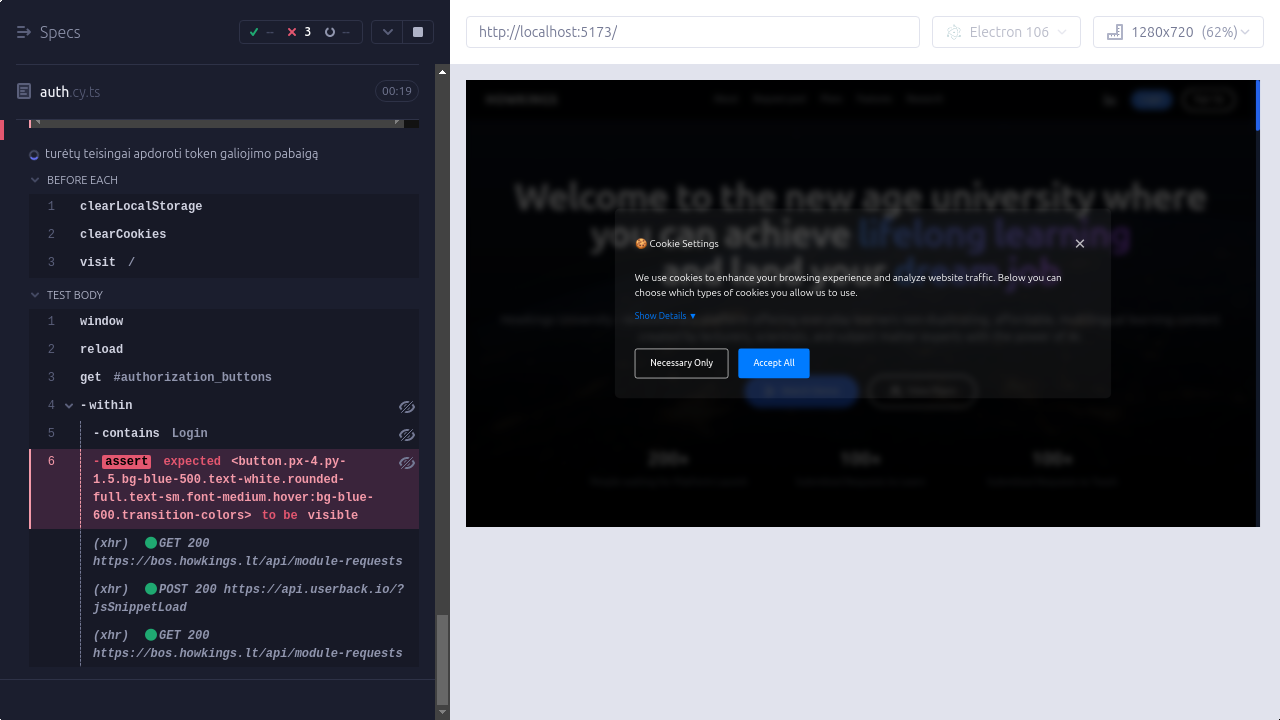 Specs
-- 3 --
http://localhost:5173/
Electron 106
1280x720 (62%)
auth.cy.ts
00:19
turėtų teisingai apdoroti token galiojimo pabaigą
BEFORE EACH
1 clearLocalStorage
2 clearCookies
3 visit /
TEST BODY
1 window
2 reload
3 get #authorization_buttons
4 -within
5 -contains Login
6 -assert expected <button.px-4.py-
1.5.bg-blue-500.text-white.rounded-
full.text-sm.font-medium.hover:bg-blue-
600.transition-colors> to be visible
(xhr) GET 200
https://bos.howkings.lt/api/module-requests
(xhr) POST 200 https://api.userback.io/?
jsSnippetLoad
(xhr) GET 200
https://bos.howkings.lt/api/module-requests
Welcome to the new age university where
you can achieve lifelong learning
and land your dream job
🍪 Cookie Settings
We use cookies to enhance your browsing experience and analyze website traffic. Below you can
choose which types of cookies you allow us to use.
Show Details ▼
Necessary Only
Accept All